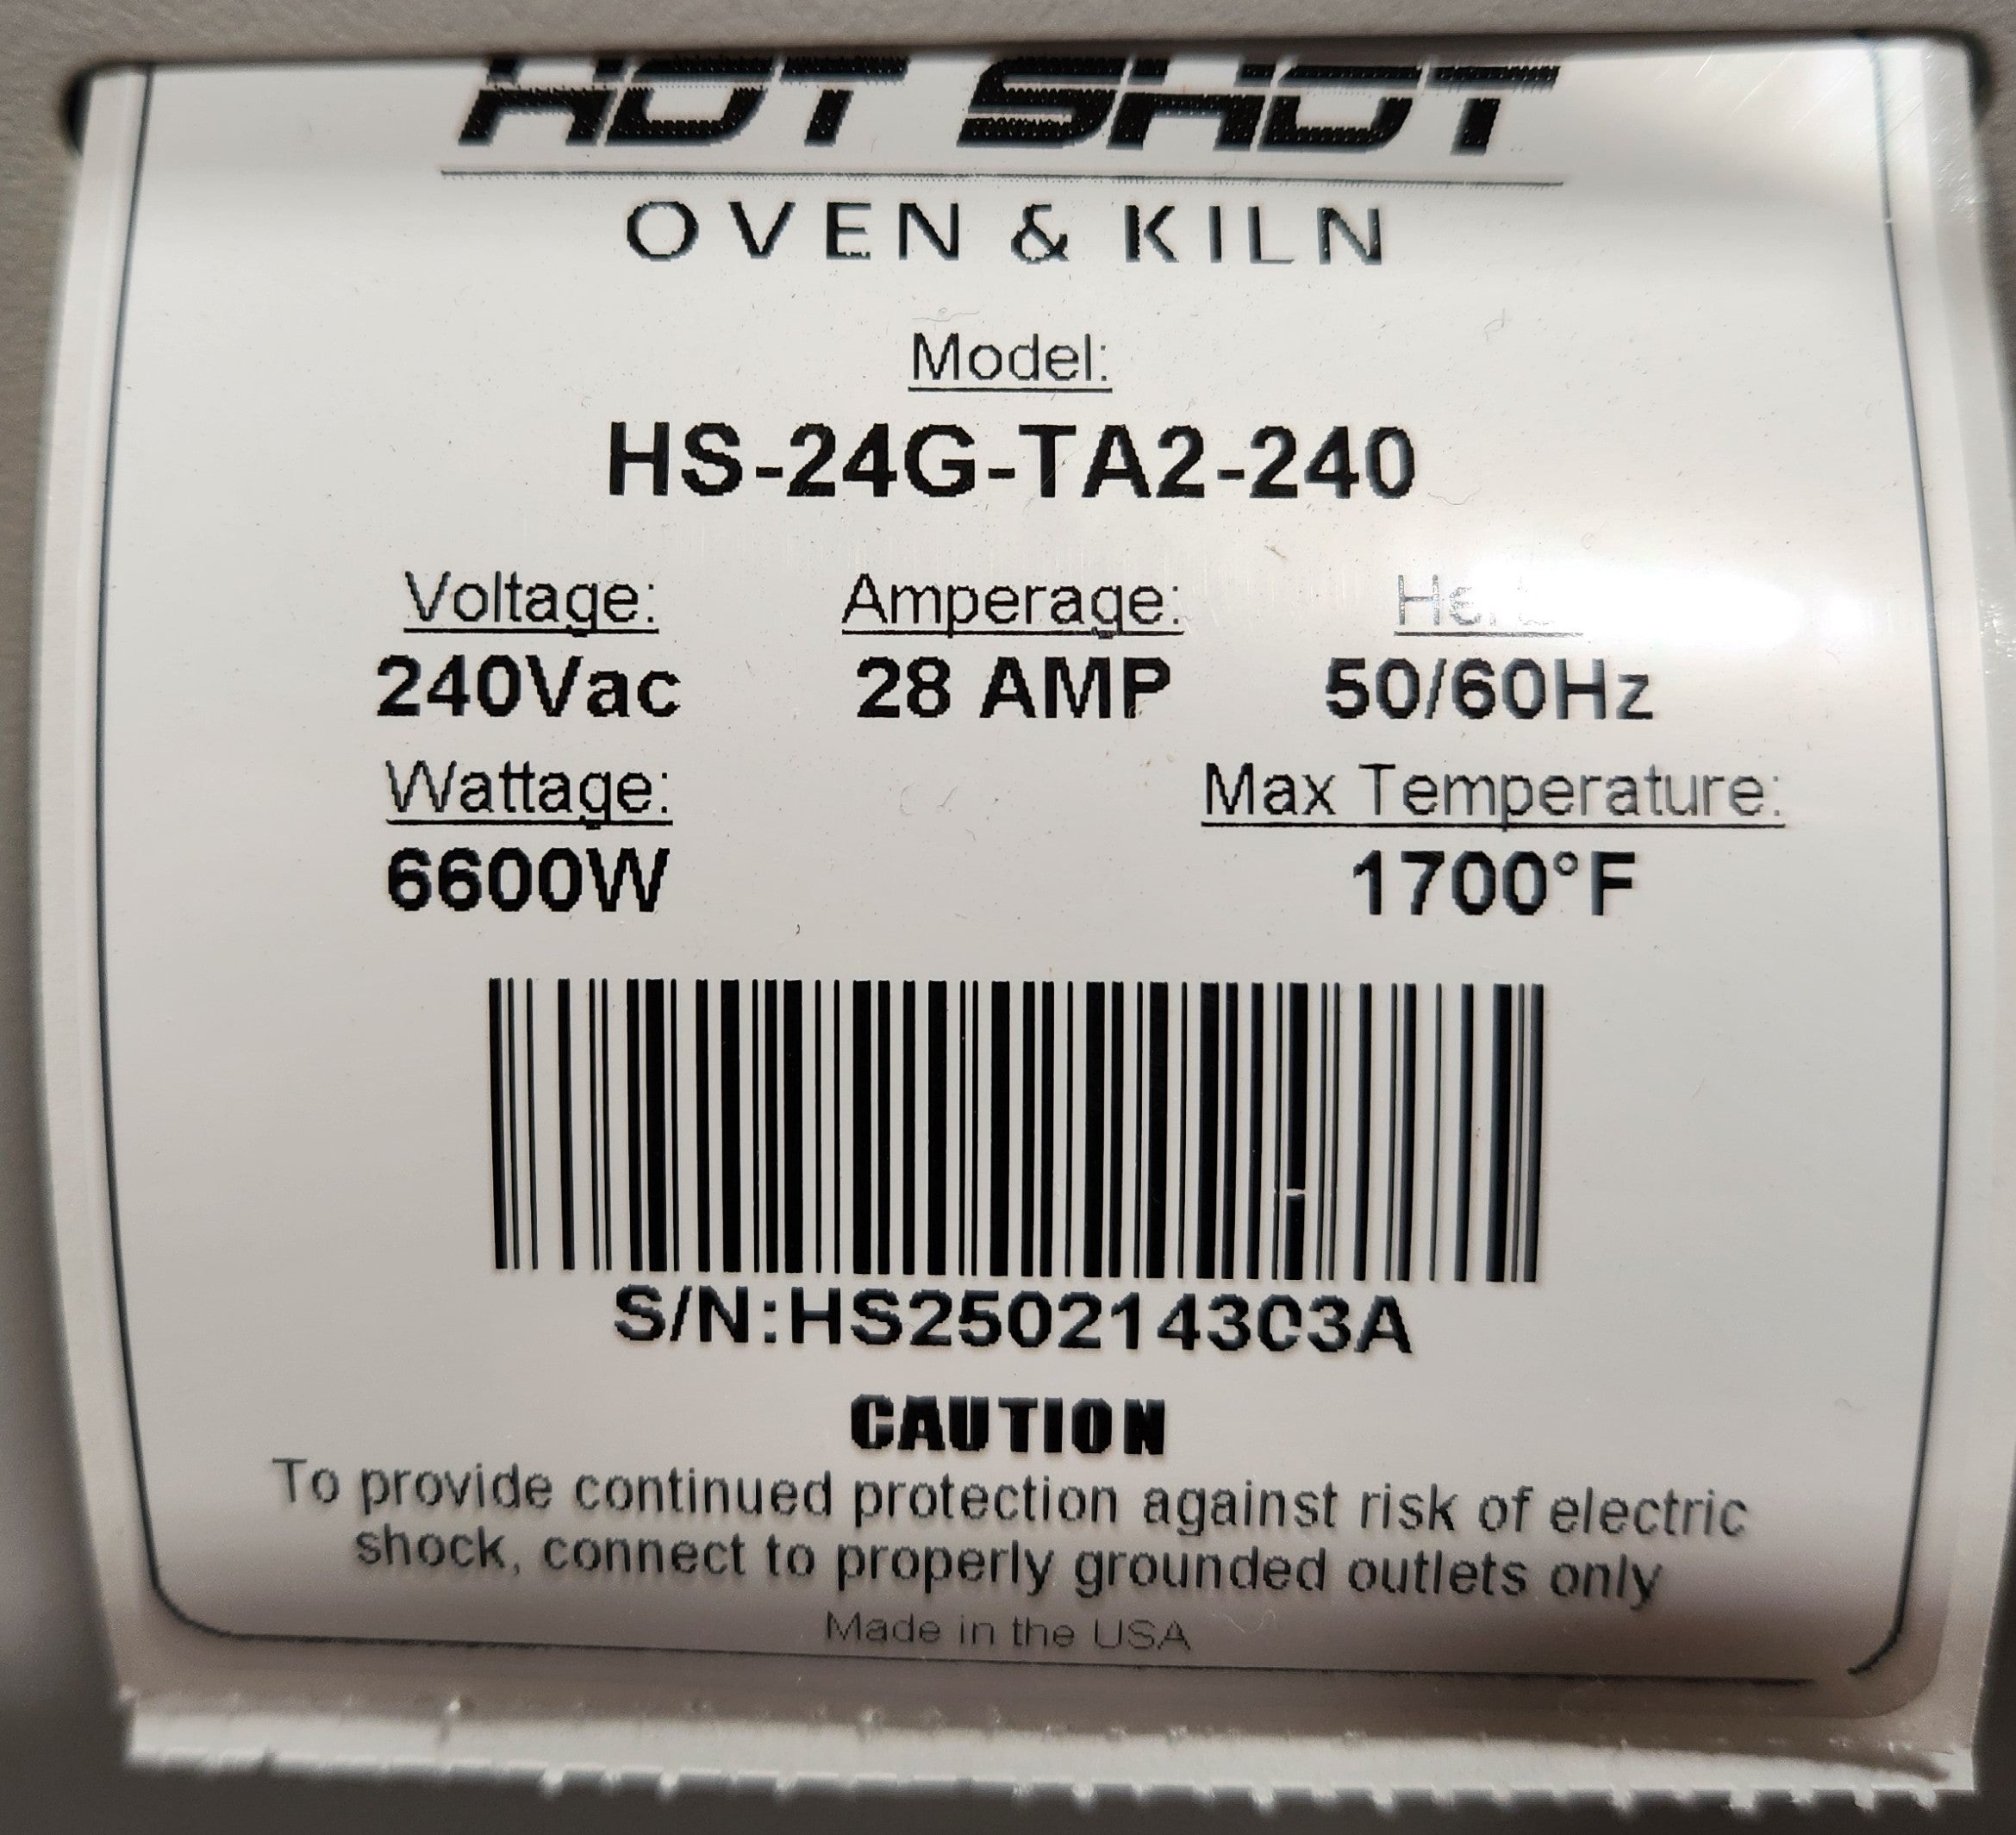 HOT SHOT
OVEN & KILN
Model:
HS-24G-TA2-240
Voltage: Amperage: Hertz:
240Vac 28 AMP 50/60Hz
Wattage: Max Temperature:
6600W 1700°F
S/N:HS250214303A
CAUTION
To provide continued protection against risk of electric
shock, connect to properly grounded outlets only
Made in the USA